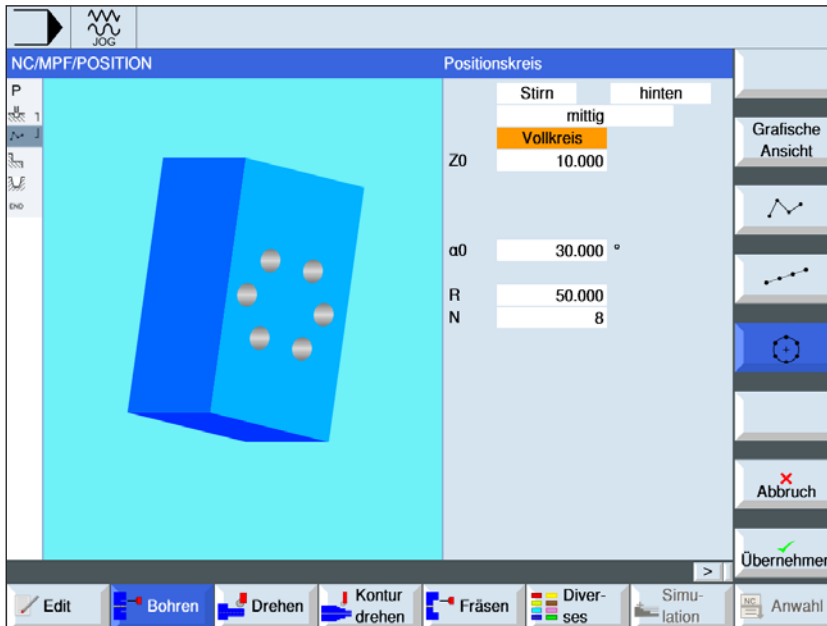 JOG
NC/MPF/POSITION
Positionskreis
P
END
Stirn hinten
mittig
Vollkreis
Z0 10.000
α0 30.000 °
R 50.000
N 8
Grafische
Ansicht
Abbruch
Übernehmen
>
Edit
Bohren
Drehen
Kontur
drehen
Fräsen
Diver-
ses
Simu-
lation
NC
Anwahl